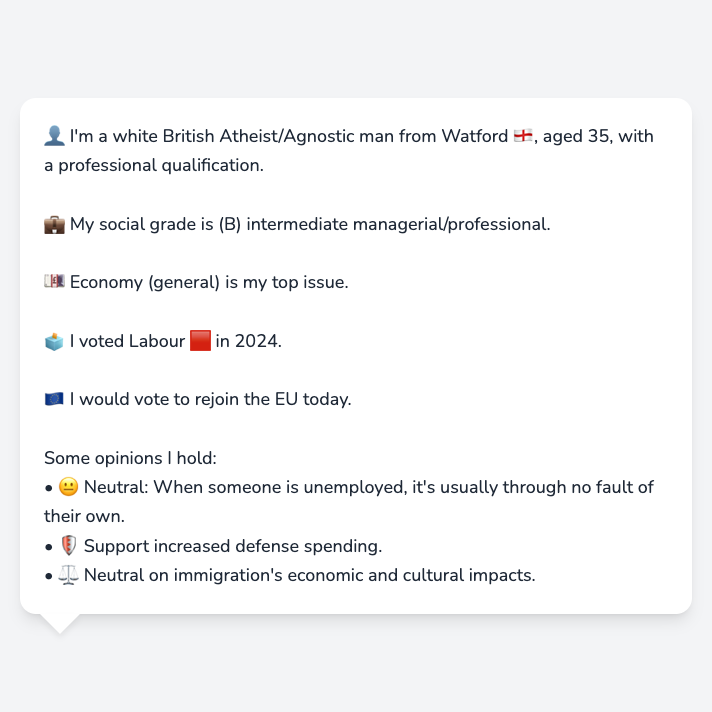 👤 I'm a white British Atheist/Agnostic man from Watford 🏴󠁧󠁢󠁥󠁮󠁧󠁿, aged 35, with
a professional qualification.
💼 My social grade is (B) intermediate managerial/professional.
💷 Economy (general) is my top issue.
🗳️ I voted Labour 🟥 in 2024.
🇪🇺 I would vote to rejoin the EU today.
Some opinions I hold:
• 😐 Neutral: When someone is unemployed, it's usually through no fault of
their own.
• 🛡️ Support increased defense spending.
• ⚖️ Neutral on immigration's economic and cultural impacts.